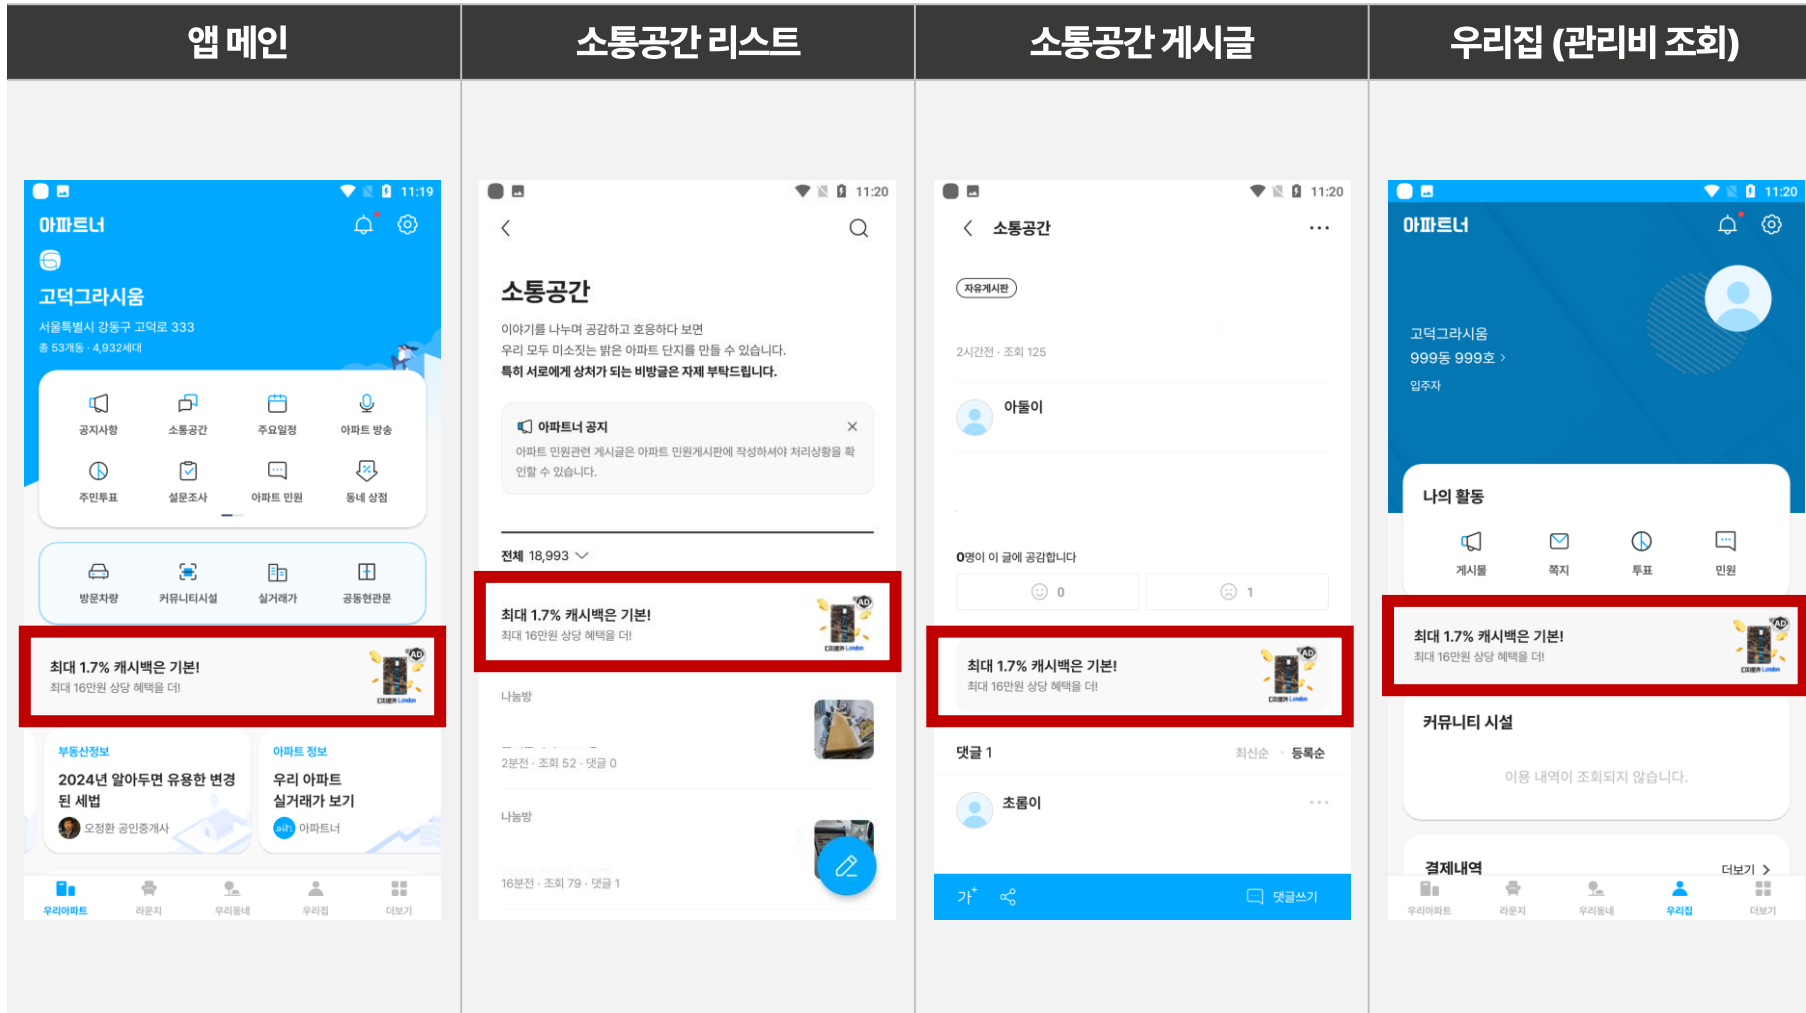 앱 메인
소통공간 리스트
소통공간 게시글
우리집 (관리비 조회)
11:19
아파트너
고덕그라시움
서울특별시 강동구 고덕로 333
총 53개동 · 4,932세대
공지사항
소통공간
주요일정
아파트 방송
주민투표
설문조사
아파트 민원
동네 상점
방문차량
커뮤니티시설
실거래가
공동현관문
최대 1.7% 캐시백은 기본!
최대 16만원 상당 혜택을 더!
AD
London
부동산정보
2024년 알아두면 유용한 변경
된 세법
오정환 공인중개사
아파트 정보
우리 아파트
실거래가 보기
아파트너
우리아파트
라운지
우리동네
우리집
더보기
11:20
소통공간
이야기를 나누며 공감하고 호응하다 보면
우리 모두 미소짓는 밝은 아파트 단지를 만들 수 있습니다.
특히 서로에게 상처가 되는 비방글은 자제 부탁드립니다.
아파트너 공지
아파트 민원관련 게시글은 아파트 민원게시판에 작성하셔야 처리상황을 확
인할 수 있습니다.
전체 18,993
최대 1.7% 캐시백은 기본!
최대 16만원 상당 혜택을 더!
AD
London
나눔방
2분전 · 조회 52 · 댓글 0
나눔방
16분전 · 조회 79 · 댓글 1
11:20
소통공간
자유게시판
2시간전 · 조회 125
아둘이
0명이 이 글에 공감합니다
0
1
최대 1.7% 캐시백은 기본!
최대 16만원 상당 혜택을 더!
AD
London
댓글 1
최신순 · 등록순
초롬이
가+
댓글쓰기
11:20
아파트너
고덕그라시움
999동 999호
입주자
나의 활동
게시물
쪽지
투표
민원
최대 1.7% 캐시백은 기본!
최대 16만원 상당 혜택을 더!
AD
London
커뮤니티 시설
이용 내역이 조회되지 않습니다.
결제내역
더보기
우리아파트
라운지
우리동네
우리집
더보기